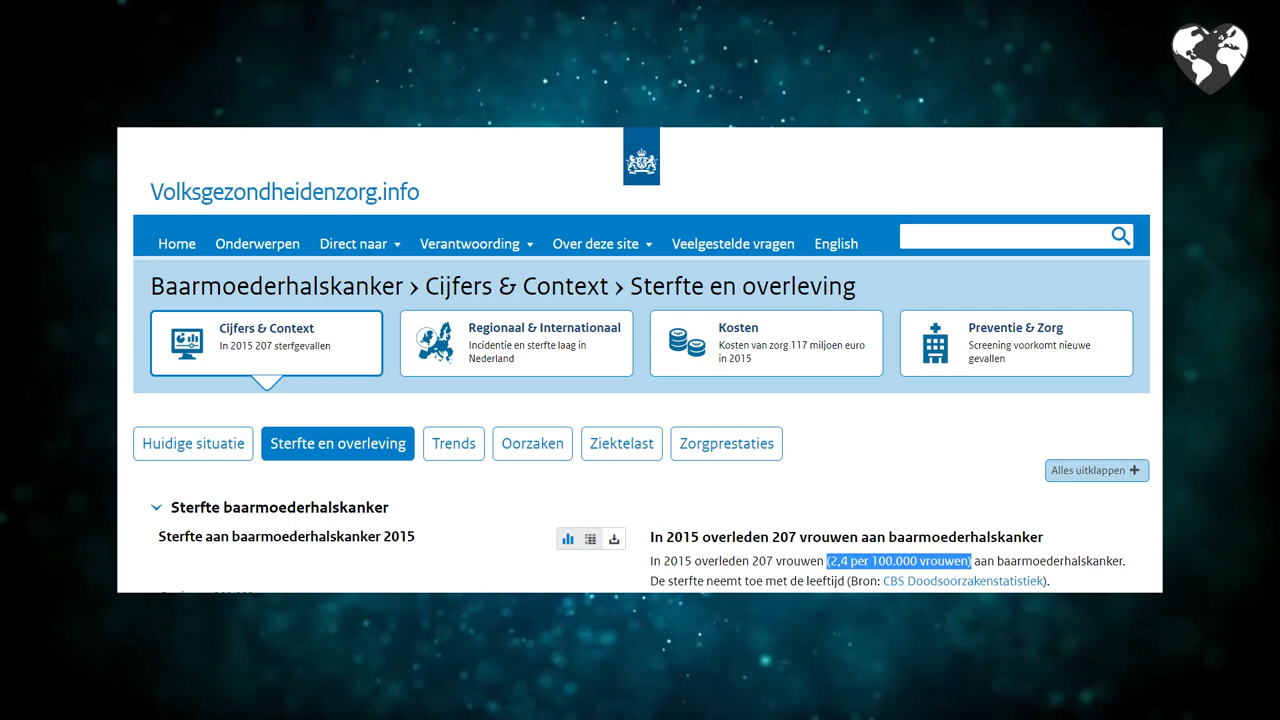 Volksgezondheidenzorg.info
Home Onderwerpen Direct naar Verantwoording Over deze site Veelgestelde vragen English
Baarmoederhalskanker › Cijfers & Context › Sterfte en overleving
Cijfers & Context
In 2015 207 sterfgevallen
Regionaal & Internationaal
Incidentie en sterfte laag in
Nederland
Kosten
Kosten van zorg 117 miljoen euro
in 2015
Preventie & Zorg
Screening voorkomt nieuwe
gevallen
Huidige situatie Sterfte en overleving Trends Oorzaken Ziektelast Zorgprestaties
Alles uitklappen +
Sterfte baarmoederhalskanker
Sterfte aan baarmoederhalskanker 2015
In 2015 overleden 207 vrouwen aan baarmoederhalskanker
In 2015 overleden 207 vrouwen (2,4 per 100.000 vrouwen) aan baarmoederhalskanker.
De sterfte neemt toe met de leeftijd (Bron: CBS Doodsoorzakenstatistiek).